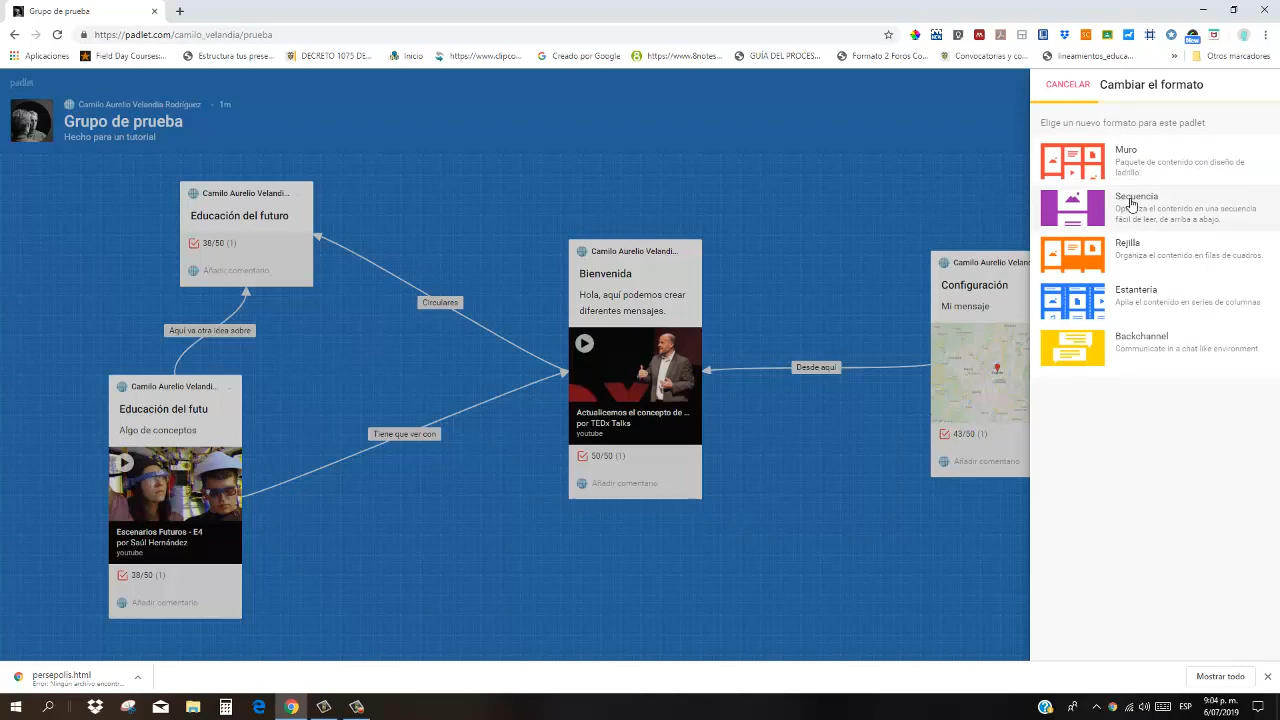 Grupo de prueba
https://padlet.com/camilo_velandia/prueba
Aplicaciones
Field Day Courses:...
Estructura tus prese...
DECRETO 1075 DE...
Inicio
https://www.clipco...
Creado por Google
https://www.8notes...
GUÍA DEL PROCES...
Formato 2 Foros Co...
Convocatorias y co...
lineamientos_educa...
»
Otros marcadores
New
padlet
Camilo Aurelio Velandia Rodríguez • 1m
Grupo de prueba
Hecho para un tutorial
Camilo Aurelio Velandi...
Educación del futuro
38/50 (1)
Añadir comentario
Circulares
Aquí va otra idea sobre
Camilo Aurelio Velandi...
Educación del futu
Algo de conceptos
Escenarios Futuros - E4
por Saúl Hernández
youtube
38/50 (1)
Añadir comentario
Tiene que ver con
Camilo Aurelio Velandi...
Bienvenida
Hola, aquí podemos crear
diferentes mensajes.
Actualicemos el concepto de ...
por TEDx Talks
youtube
50/50 (1)
Añadir comentario
Desde aquí
Camilo Aurelio Velandi
Configuración
Mi mensaje
43/50 (1)
Añadir comentario
CANCELAR
Cambiar el formato
Elige un nuevo formato para este padlet
Muro
Paquete de contenido con diseño de
ladrillo.
Secuencia
Optimiza el contenido en una secuencia
fácil de leer, de arriba a abajo.
Rejilla
Organiza el contenido en filas de cuadros.
Estantería
Apila el contenido en series de columnas
Backchannel
Communicate in a chat like environment.
persepolis.html
Error: Ningún archivo encontr...
Mostrar todo
ESP
9:04 p. m.
6/07/2019